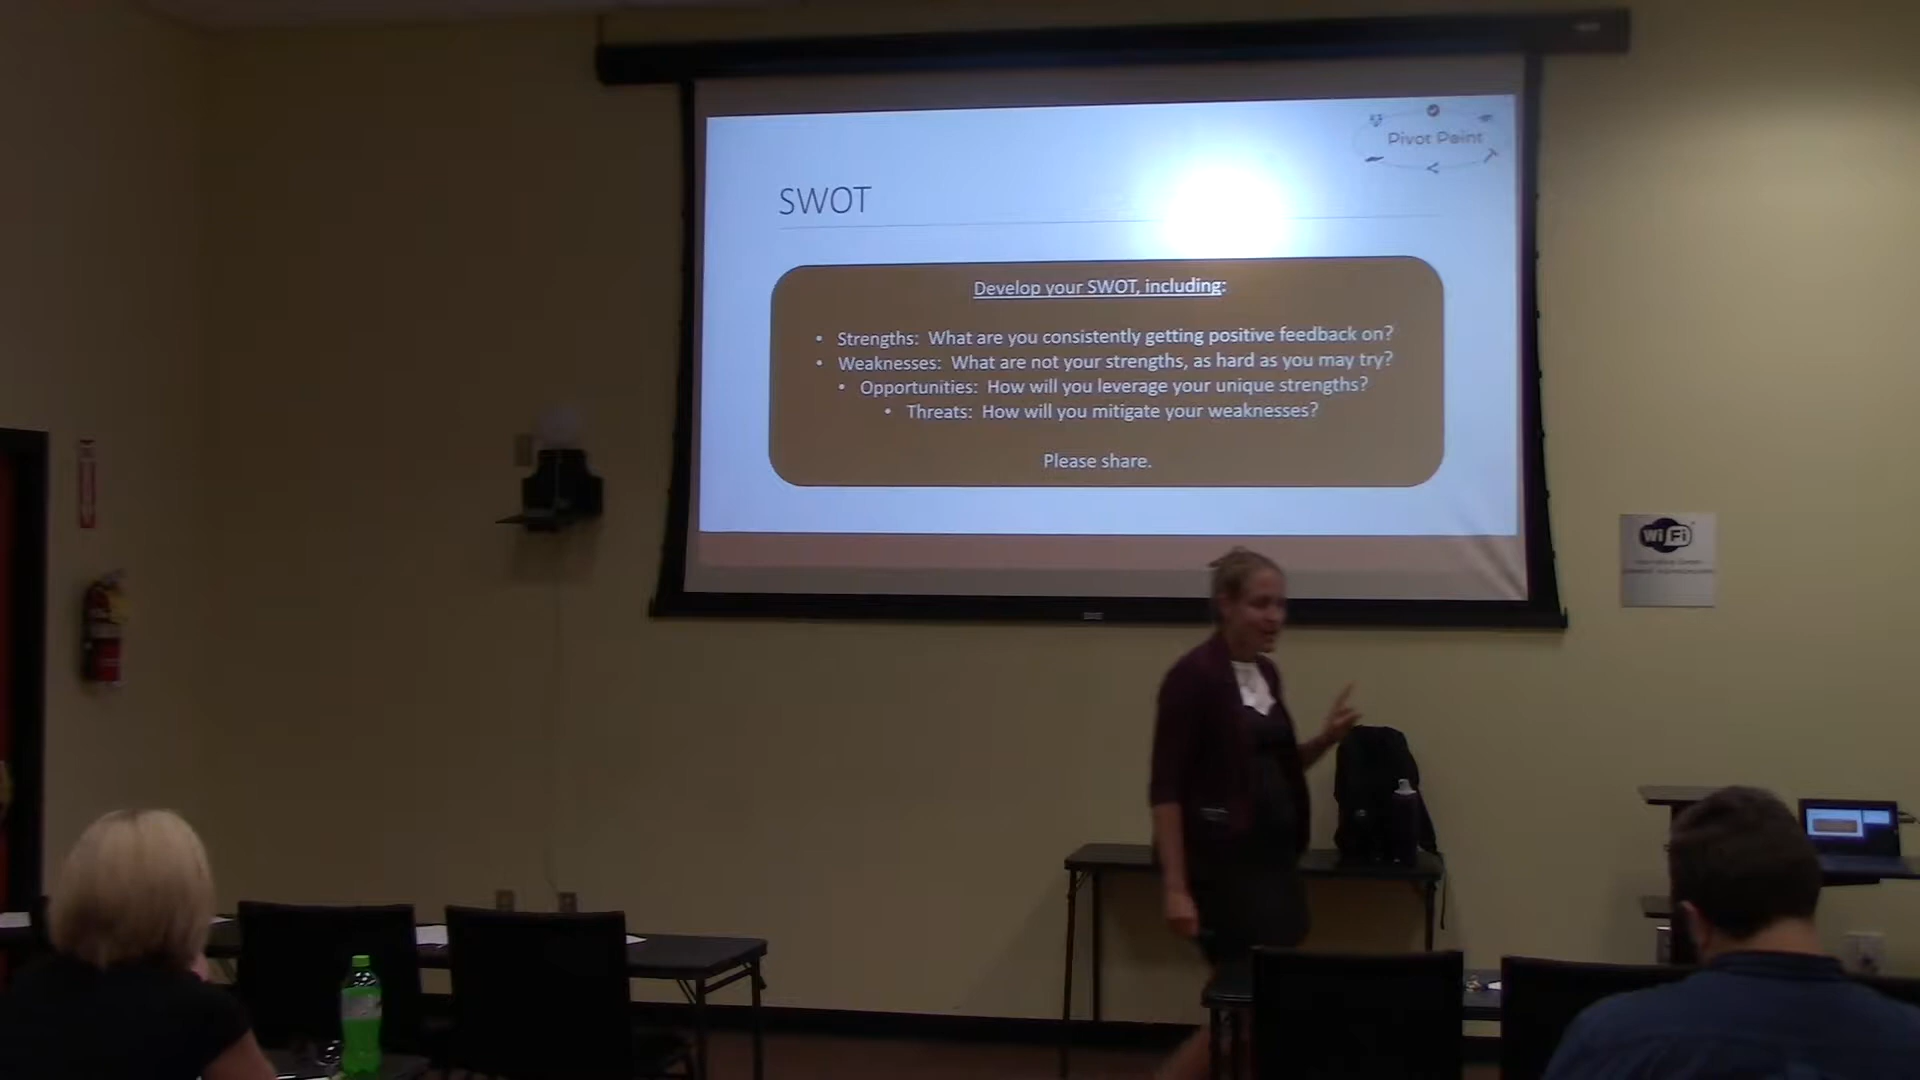 Pivot Point
SWOT
Develop your SWOT, including:
• Strengths: What are you consistently getting positive feedback on?
• Weaknesses: What are not your strengths, as hard as you may try?
• Opportunities: How will you leverage your unique strengths?
• Threats: How will you mitigate your weaknesses?
Please share.
Wi Fi